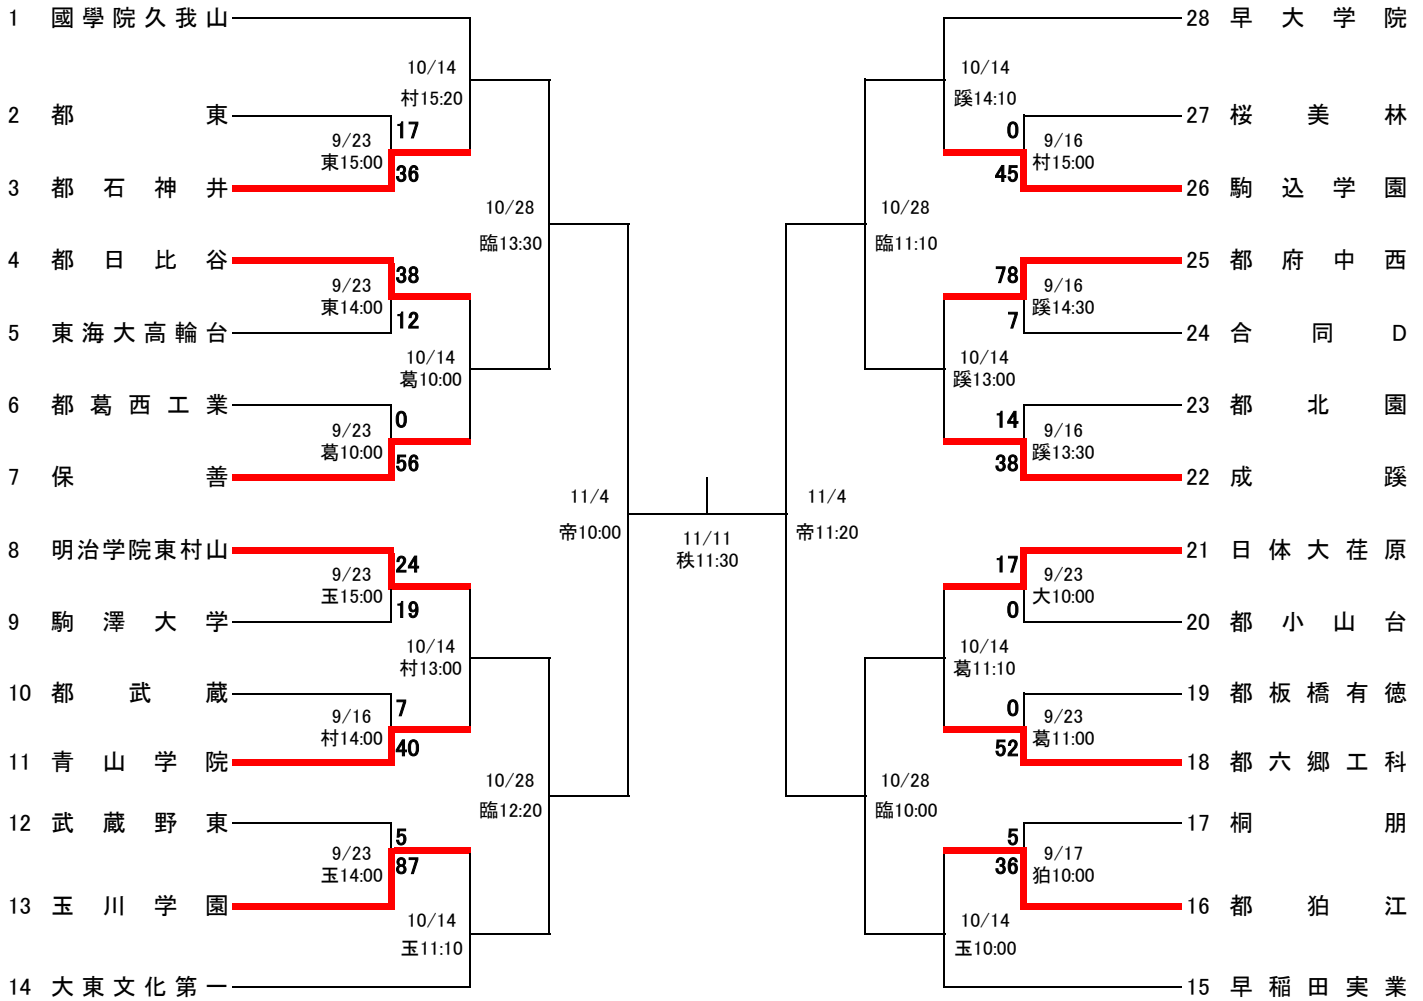 1 國學院久我山
10/14
村15:20
2 都東
17
9/23
東15:00
36
3 都石神井
10/28
臨13:30
4 都日比谷
38
9/23
東14:00
12
5 東海大高輪台
10/14
葛10:00
6 都葛西工業
0
9/23
葛10:00
56
7 保善
11/4
帝10:00
8 明治学院東村山
24
9/23
玉15:00
19
9 駒澤大学
10/14
村13:00
10 都武蔵
7
9/16
村14:00
40
11 青山学院
10/28
臨12:20
12 武蔵野東
5
9/23
玉14:00
87
13 玉川学園
10/14
玉11:10
14 大東文化第一
11/11
秩11:30
28 早大学院
10/14
蹊14:10
27 桜美林
0
9/16
村15:00
45
26 駒込学園
10/28
臨11:10
25 都府中西
78
9/16
蹊14:30
7
24 合同D
10/14
蹊13:00
23 都北園
14
9/16
蹊13:30
38
22 成蹊
11/4
帝11:20
21 日体大荏原
17
9/23
大10:00
0
20 都小山台
10/14
葛11:10
19 都板橋有徳
0
9/23
葛11:00
52
18 都六郷工科
10/28
臨10:00
17 桐朋
5
9/17
狛10:00
36
16 都狛江
10/14
玉10:00
15 早稲田実業